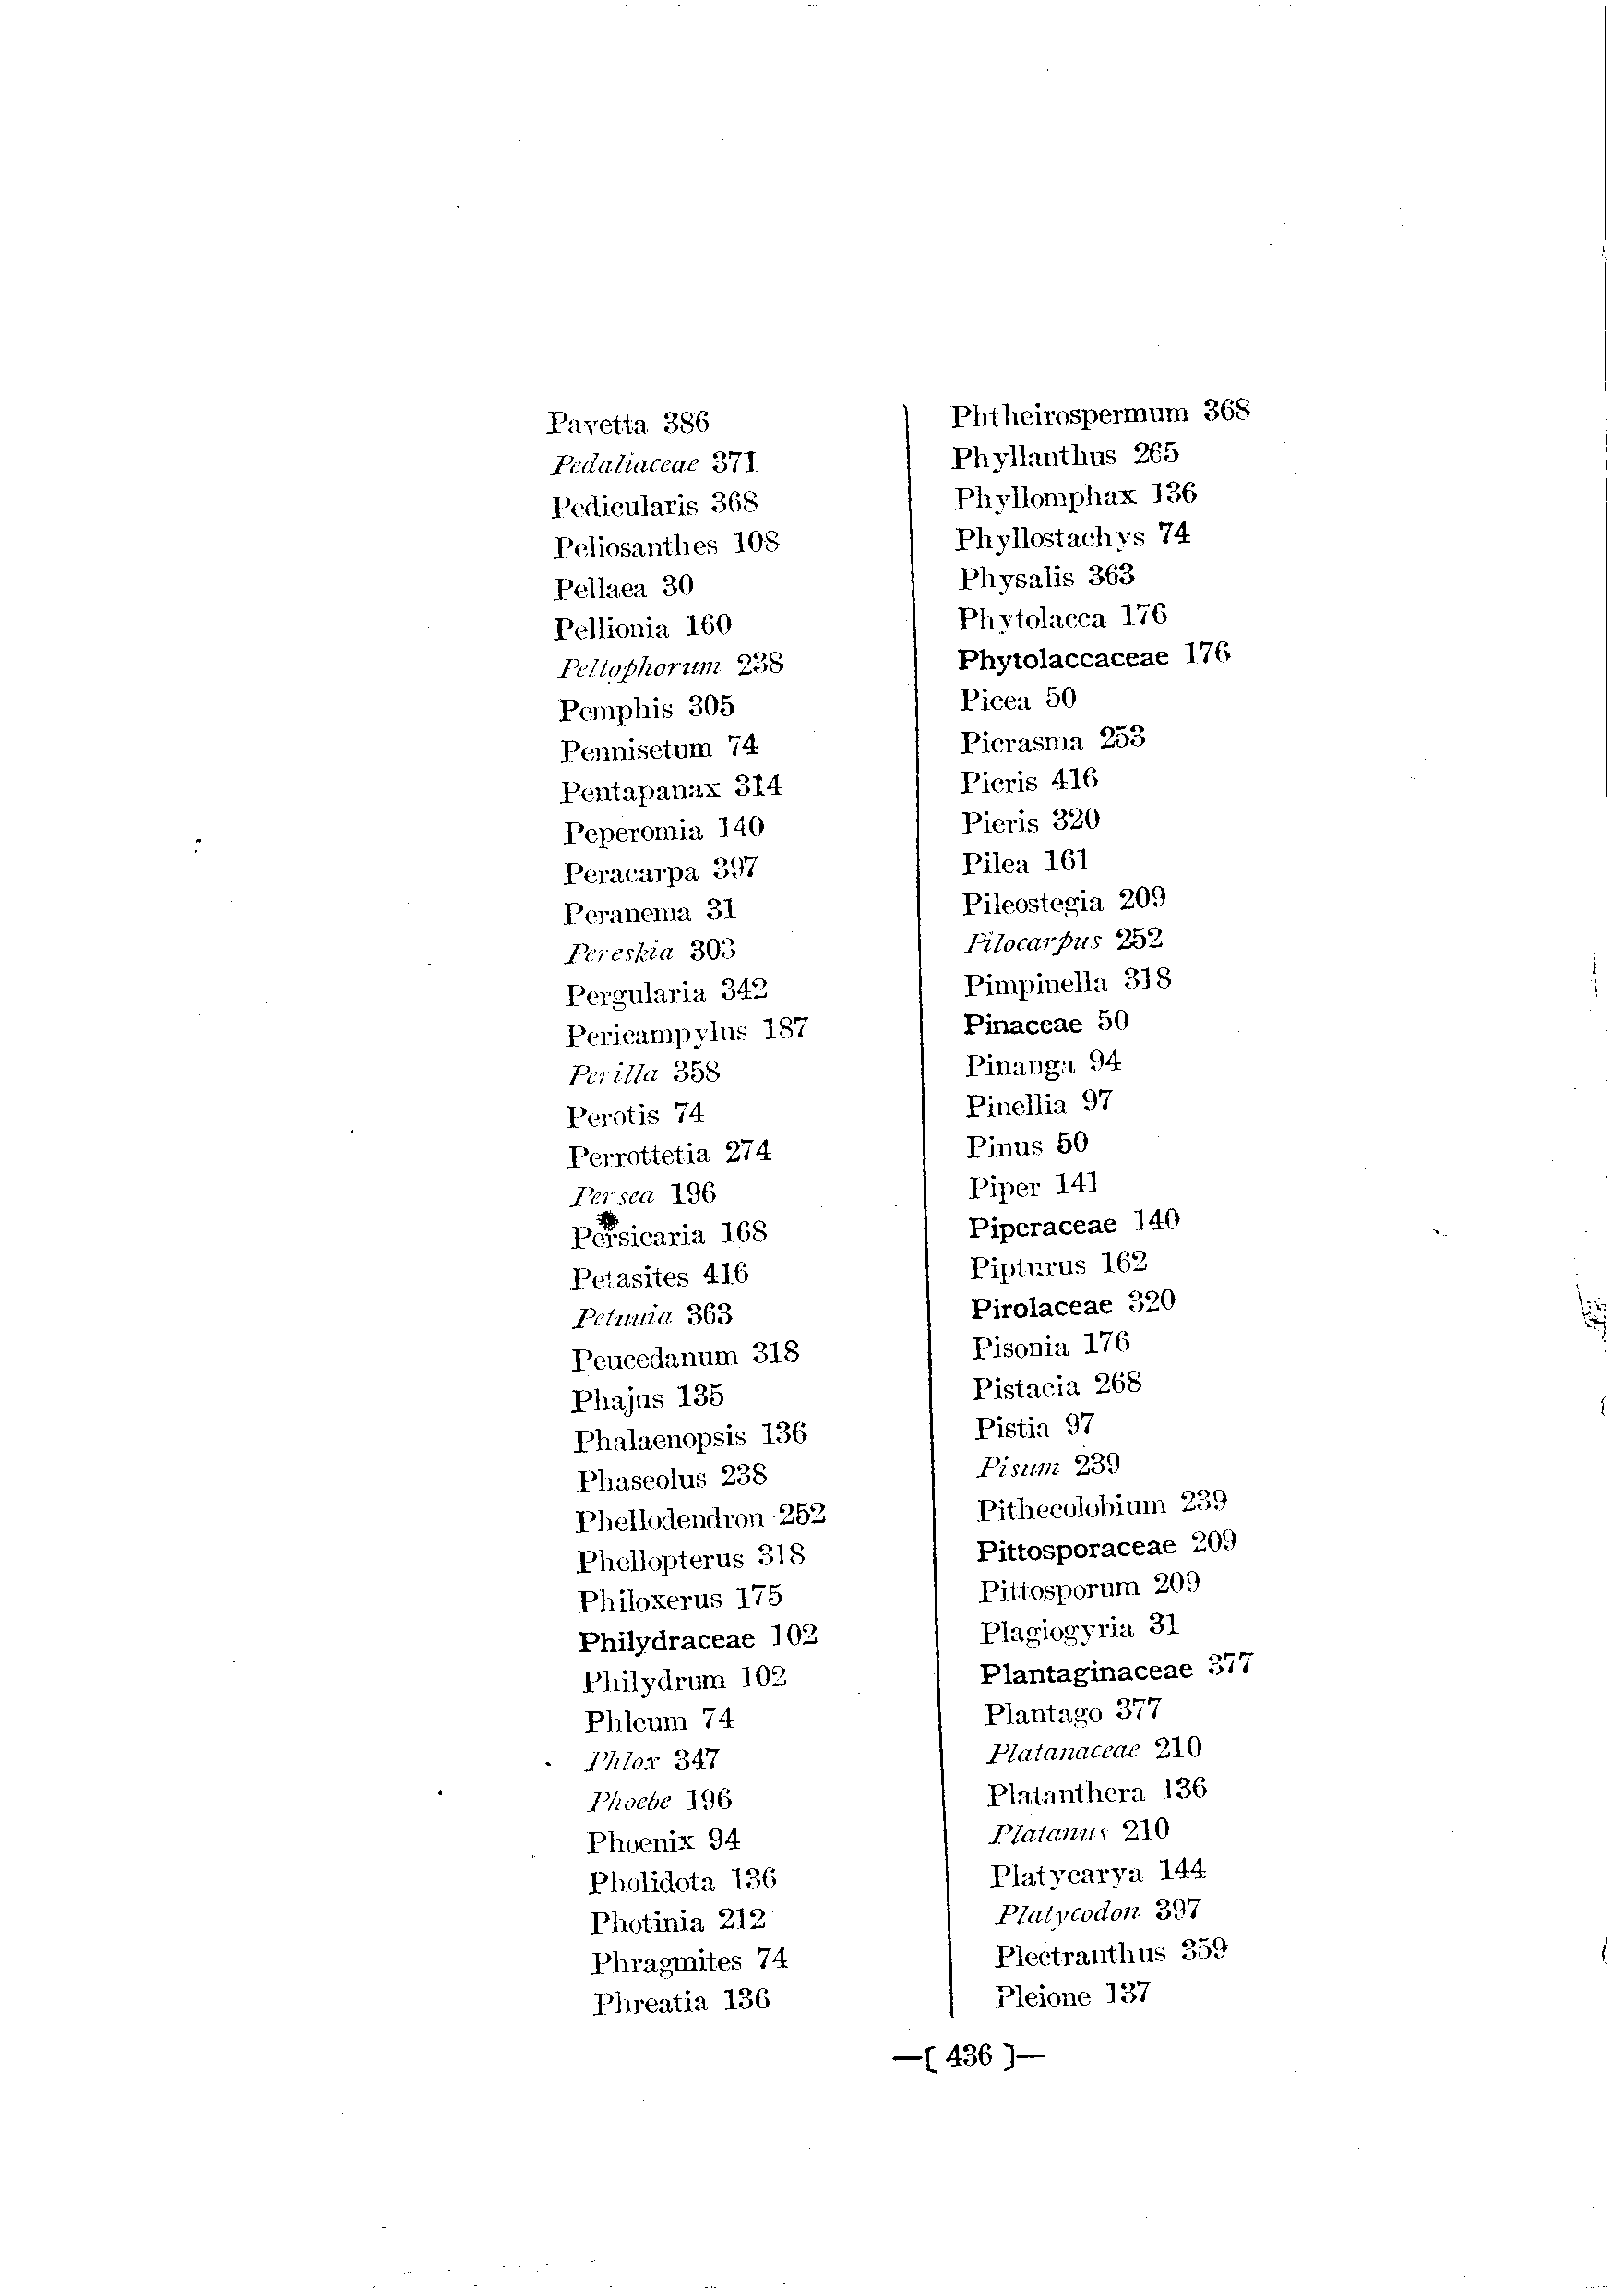 Pavetta 386
Pedaliaceae 371
Pedicularis 368
Peliosanthes 108
Pellaea 30
Pellionia 160
Peltophorum 238
Pemphis 305
Pennisetum 74
Pentapanax 314
Peperomia 140
Peracarpa 397
Peranema 31
Pereskia 303
Pergularia 342
Pericampylus 187
Perilla 358
Perotis 74
Perrottetia 274
Persea 196
Persicaria 168
Petasites 416
Petunia 363
Peucedanum 318
Phajus 135
Phalaenopsis 136
Phaseolus 238
Phellodendron 252
Phellopterus 318
Philoxerus 175
Philydraceae 102
Philydrum 102
Phleum 74
Phlox 347
Phoebe 196
Phoenix 94
Pholidota 136
Photinia 212
Phragmites 74
Phreatia 136
Phtheirospermum 368
Phyllanthus 265
Phyllomphax 136
Phyllostachys 74
Physalis 363
Phytolacca 176
Phytolaccaceae 176
Picea 50
Picrasma 253
Picris 416
Pieris 320
Pilea 161
Pileostegia 209
Pilocarpus 252
Pimpinella 318
Pinaceae 50
Pinanga 94
Pinellia 97
Pinus 50
Piper 141
Piperaceae 140
Pipturus 162
Pirolaceae 320
Pisonia 176
Pistacia 268
Pistia 97
Pisum 239
Pithecolobium 239
Pittosporaceae 209
Pittosporum 209
Plagiogyria 31
Plantaginaceae 377
Plantago 377
Platanaceae 210
Platanthera 136
Platanus 210
Platycarya 144
Platycodon 397
Plectranthus 359
Pleione 137
—( 436 )—